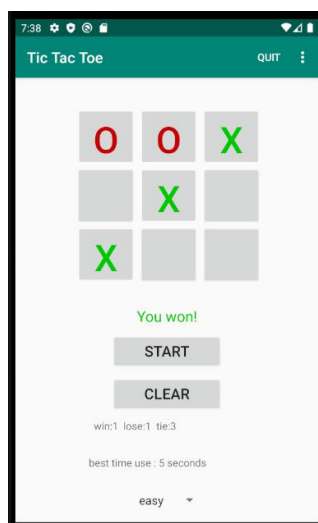 7:38
Tic Tac Toe QUIT
O O X
X
X
You won!
START
CLEAR
win:1 lose:1 tie:3
best time use : 5 seconds
easy